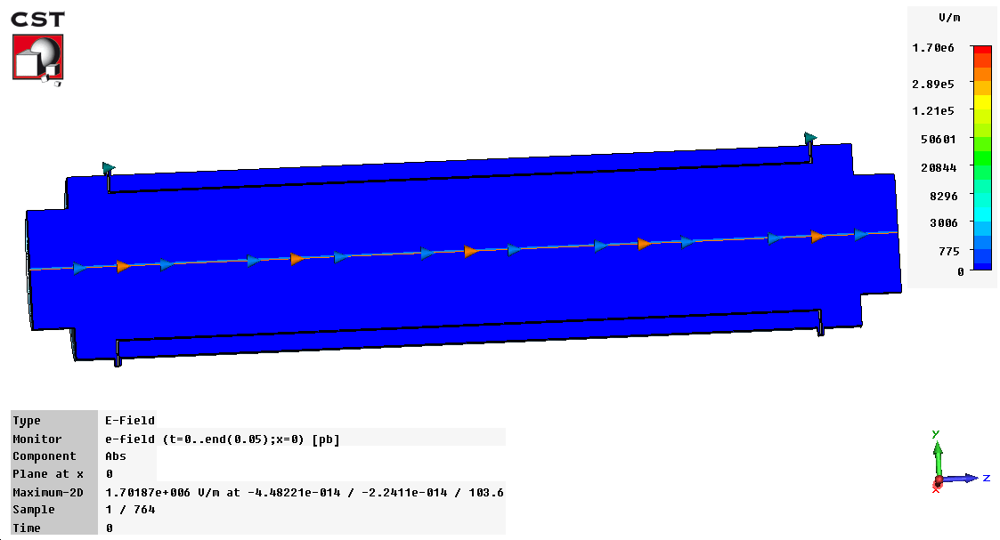 CST
V/m
1.70e6
2.89e5
1.21e5
50601
20844
8296
3006
775
0
Type E-Field
Monitor e-field (t=0..end(0.05);x=0) [pb]
Component Abs
Plane at x 0
Maximum-2D 1.70187e+006 V/m at -4.48221e-014 / -2.2411e-014 / 103.6
Sample 1 / 764
Time 0
y
z
x